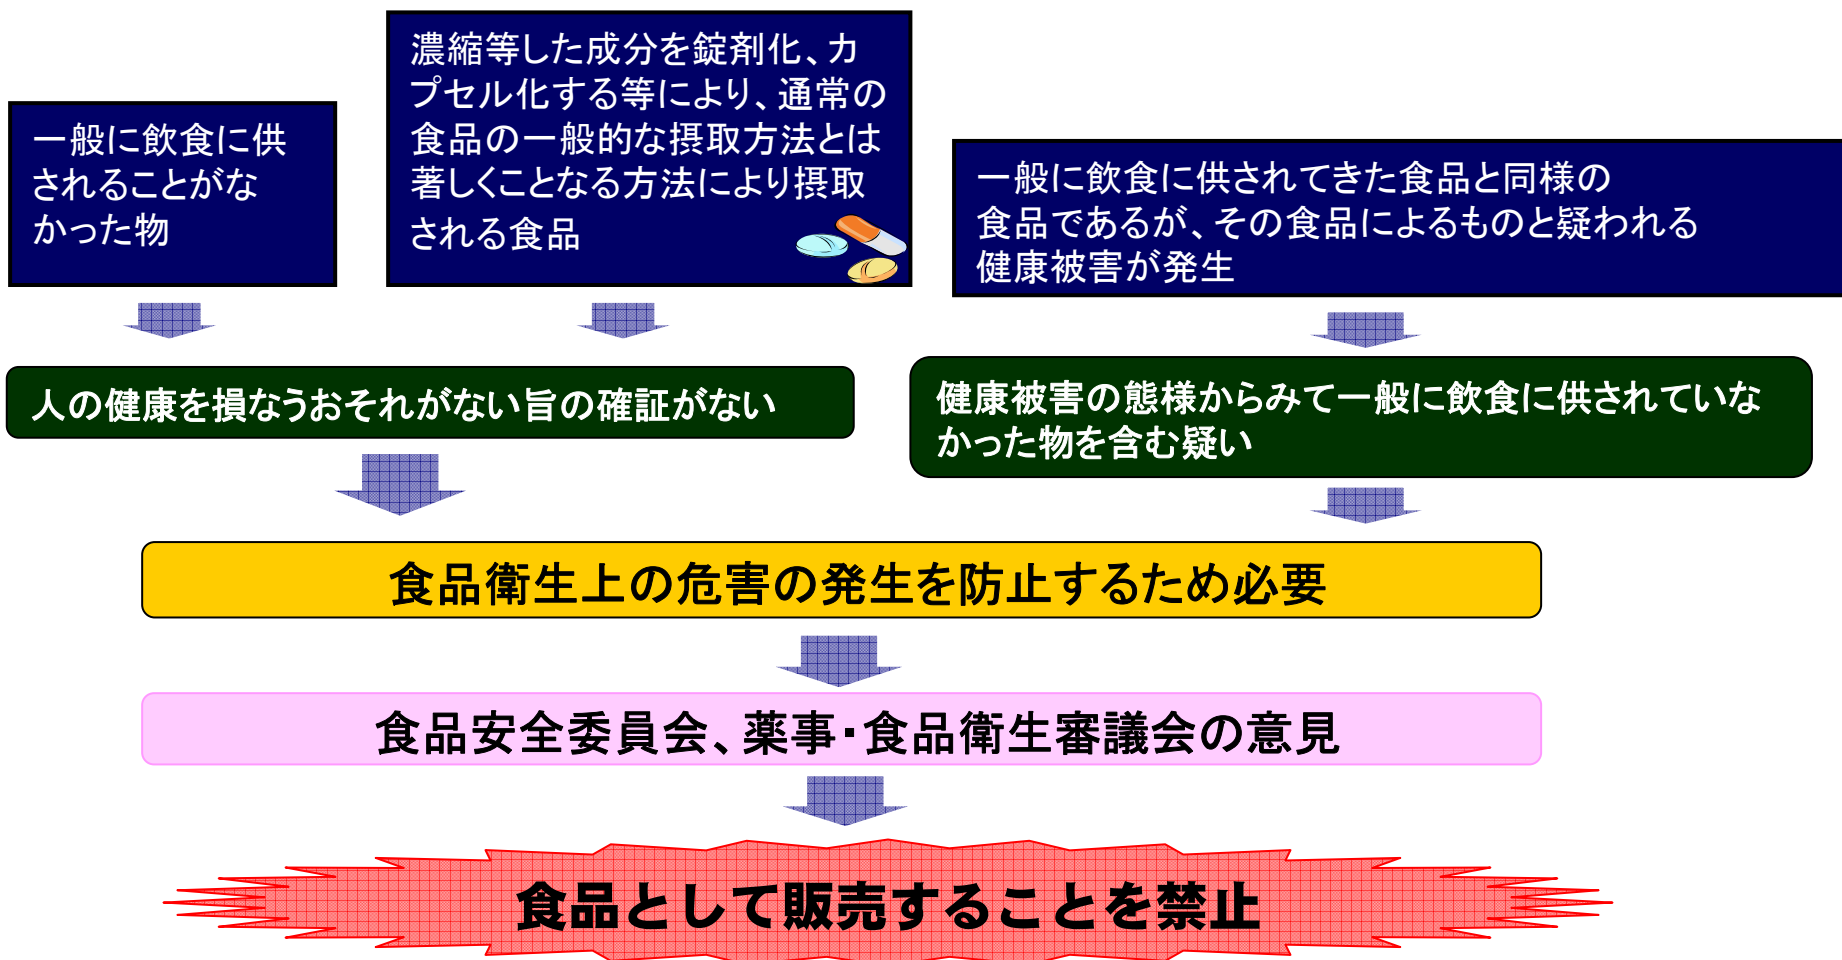 一般に飲食に供
されることがな
かった物
濃縮等した成分を錠剤化、カ
プセル化する等により、通常の
食品の一般的な摂取方法とは
著しくことなる方法により摂取
される食品
一般に飲食に供されてきた食品と同様の
食品であるが、その食品によるものと疑われる
健康被害が発生
人の健康を損なうおそれがない旨の確証がない
健康被害の態様からみて一般に飲食に供されていな
かった物を含む疑い
食品衛生上の危害の発生を防止するため必要
食品安全委員会、薬事・食品衛生審議会の意見
食品として販売することを禁止